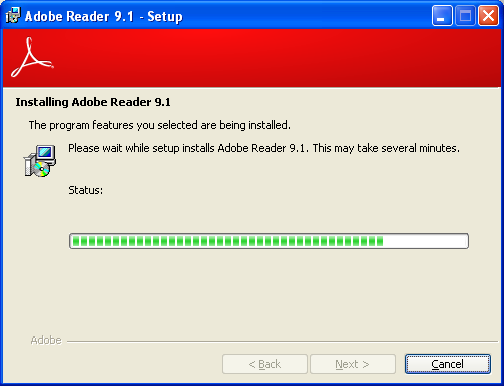 Adobe Reader 9.1 - Setup
Installing Adobe Reader 9.1
The program features you selected are being installed.
Please wait while setup installs Adobe Reader 9.1. This may take several minutes.
Status:
Adobe
< Back
Next >
Cancel